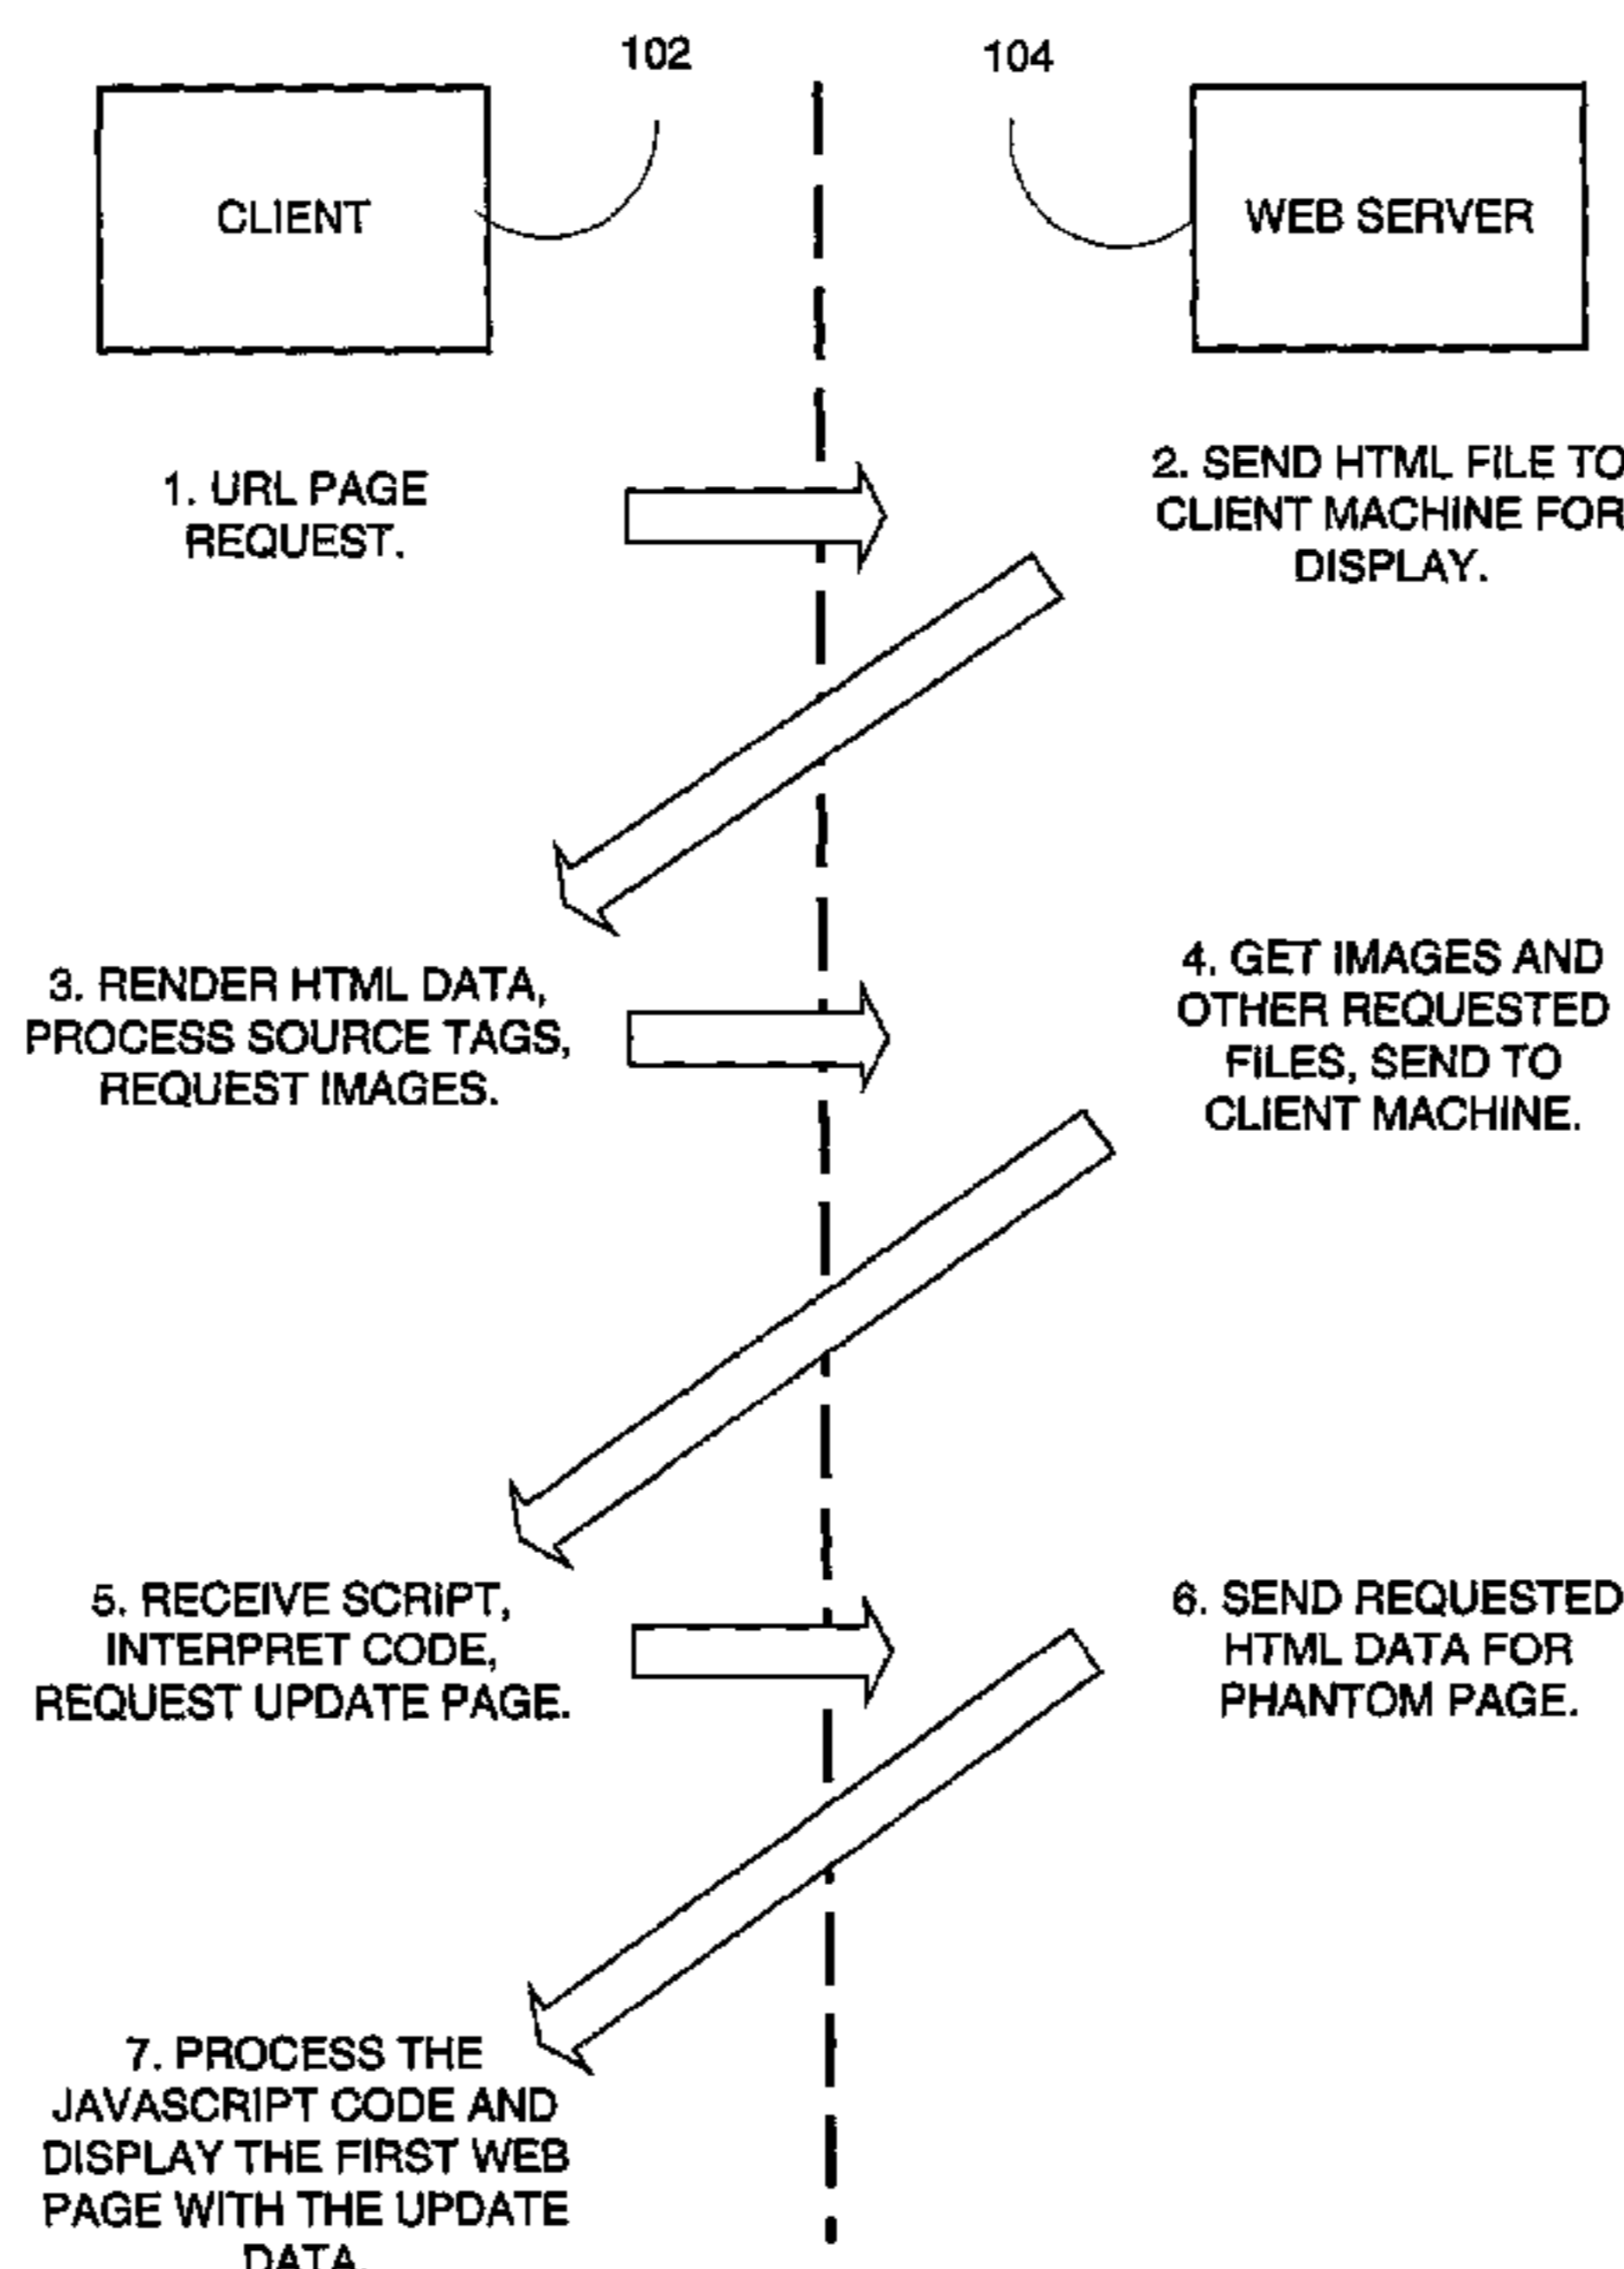 102
104
CLIENT
WEB SERVER
1. URL PAGE
REQUEST.
2. SEND HTML FILE TO
CLIENT MACHINE FOR
DISPLAY.
3. RENDER HTML DATA,
PROCESS SOURCE TAGS,
REQUEST IMAGES.
4. GET IMAGES AND
OTHER REQUESTED
FILES, SEND TO
CLIENT MACHINE.
5. RECEIVE SCRIPT,
INTERPRET CODE,
REQUEST UPDATE PAGE.
6. SEND REQUESTED
HTML DATA FOR
PHANTOM PAGE.
7. PROCESS THE
JAVASCRIPT CODE AND
DISPLAY THE FIRST WEB
PAGE WITH THE UPDATE
DATA.